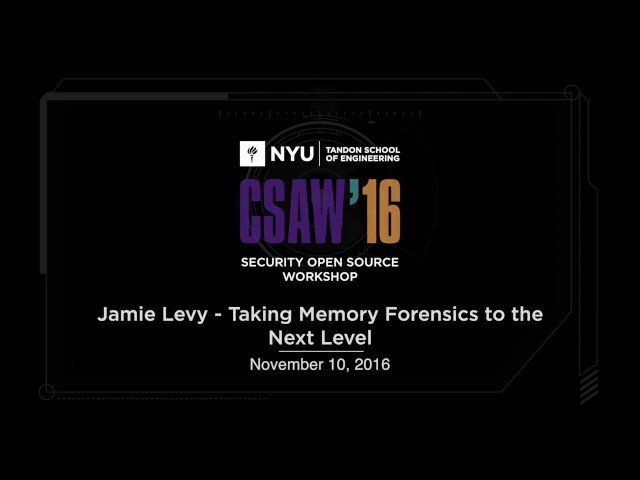 NYU TANDON SCHOOL
OF ENGINEERING
CSAW'16
SECURITY OPEN SOURCE
WORKSHOP
Jamie Levy - Taking Memory Forensics to the
Next Level
November 10, 2016